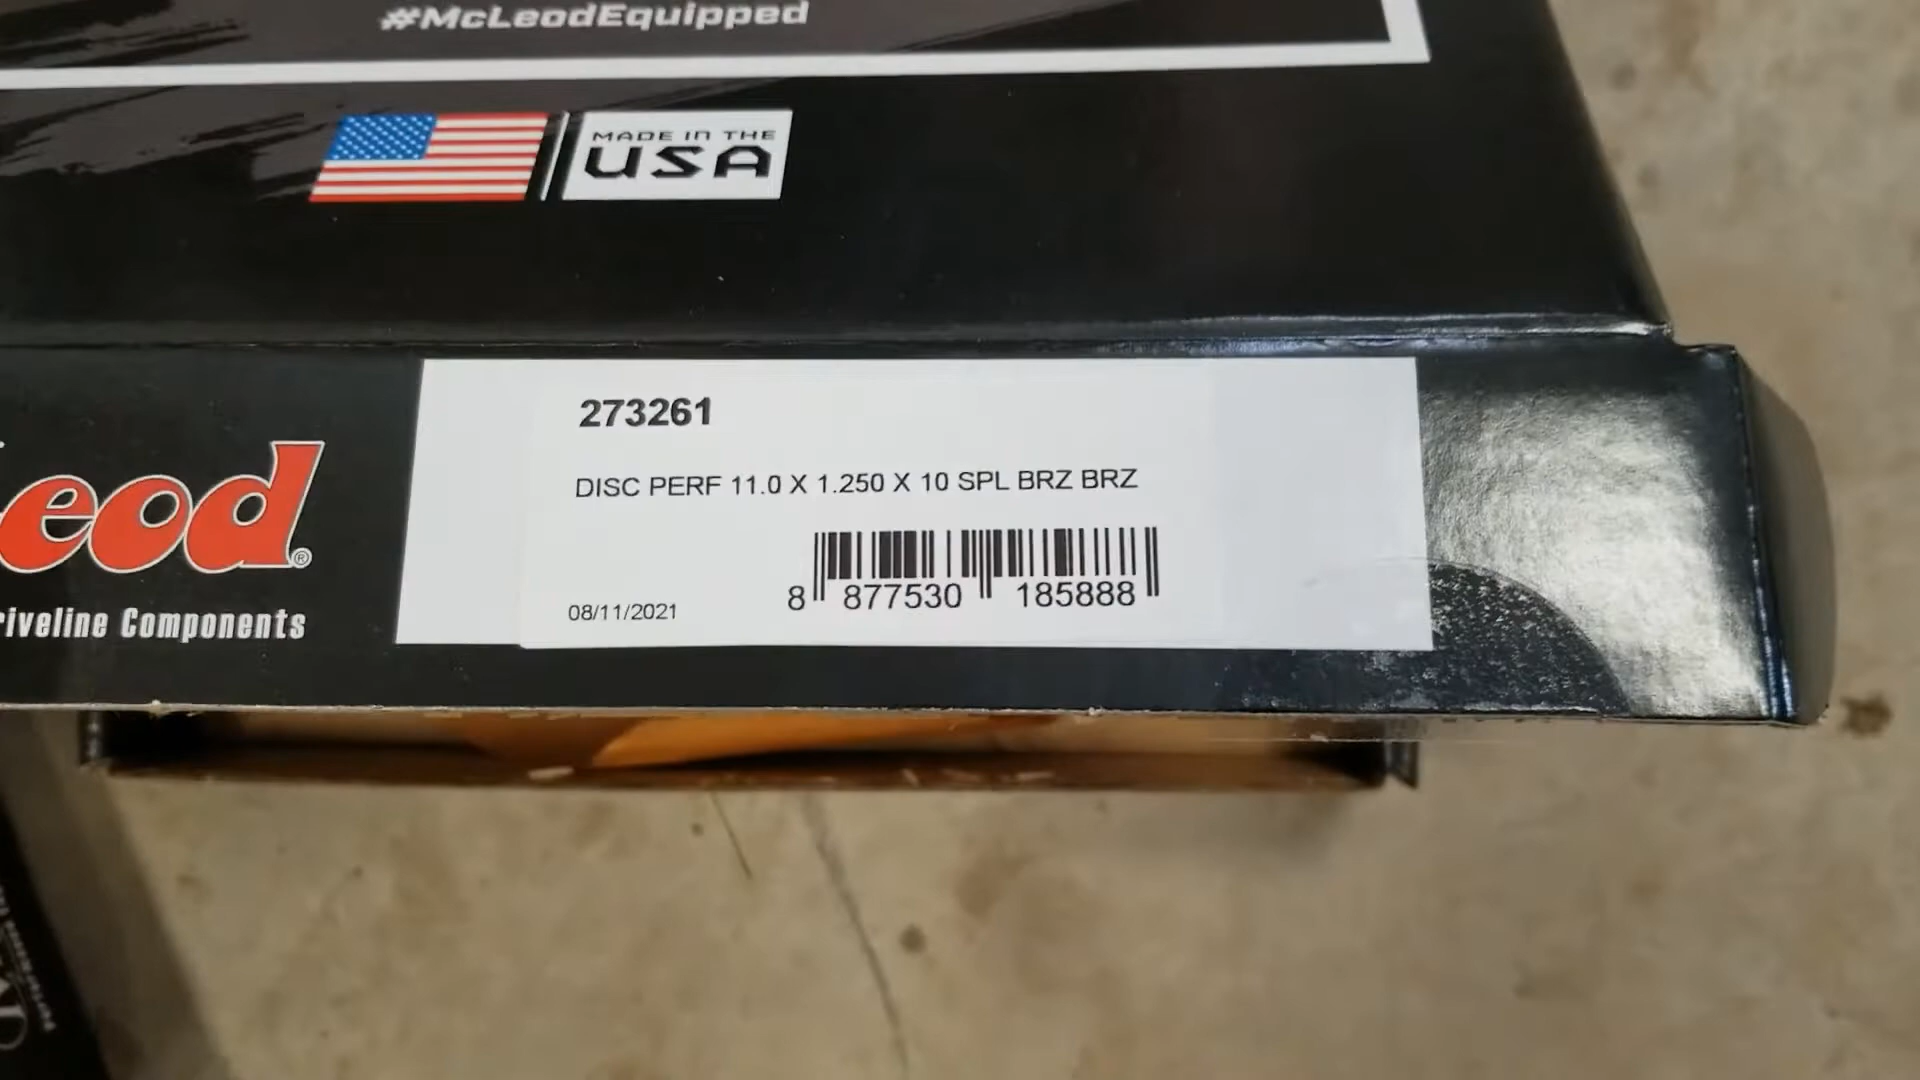 #McLeodEquipped
MADE IN THE
USA
273261
DISC PERF 11.0 X 1.250 X 10 SPL BRZ BRZ
eod®
riveline Components
08/11/2021
8 877530 185888